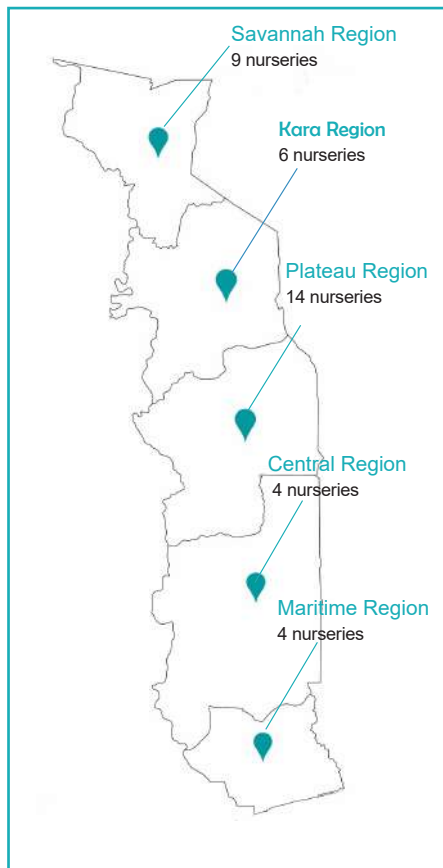 Savannah Region
9 nurseries
Kara Region
6 nurseries
Plateau Region
14 nurseries
Central Region
4 nurseries
Maritime Region
4 nurseries